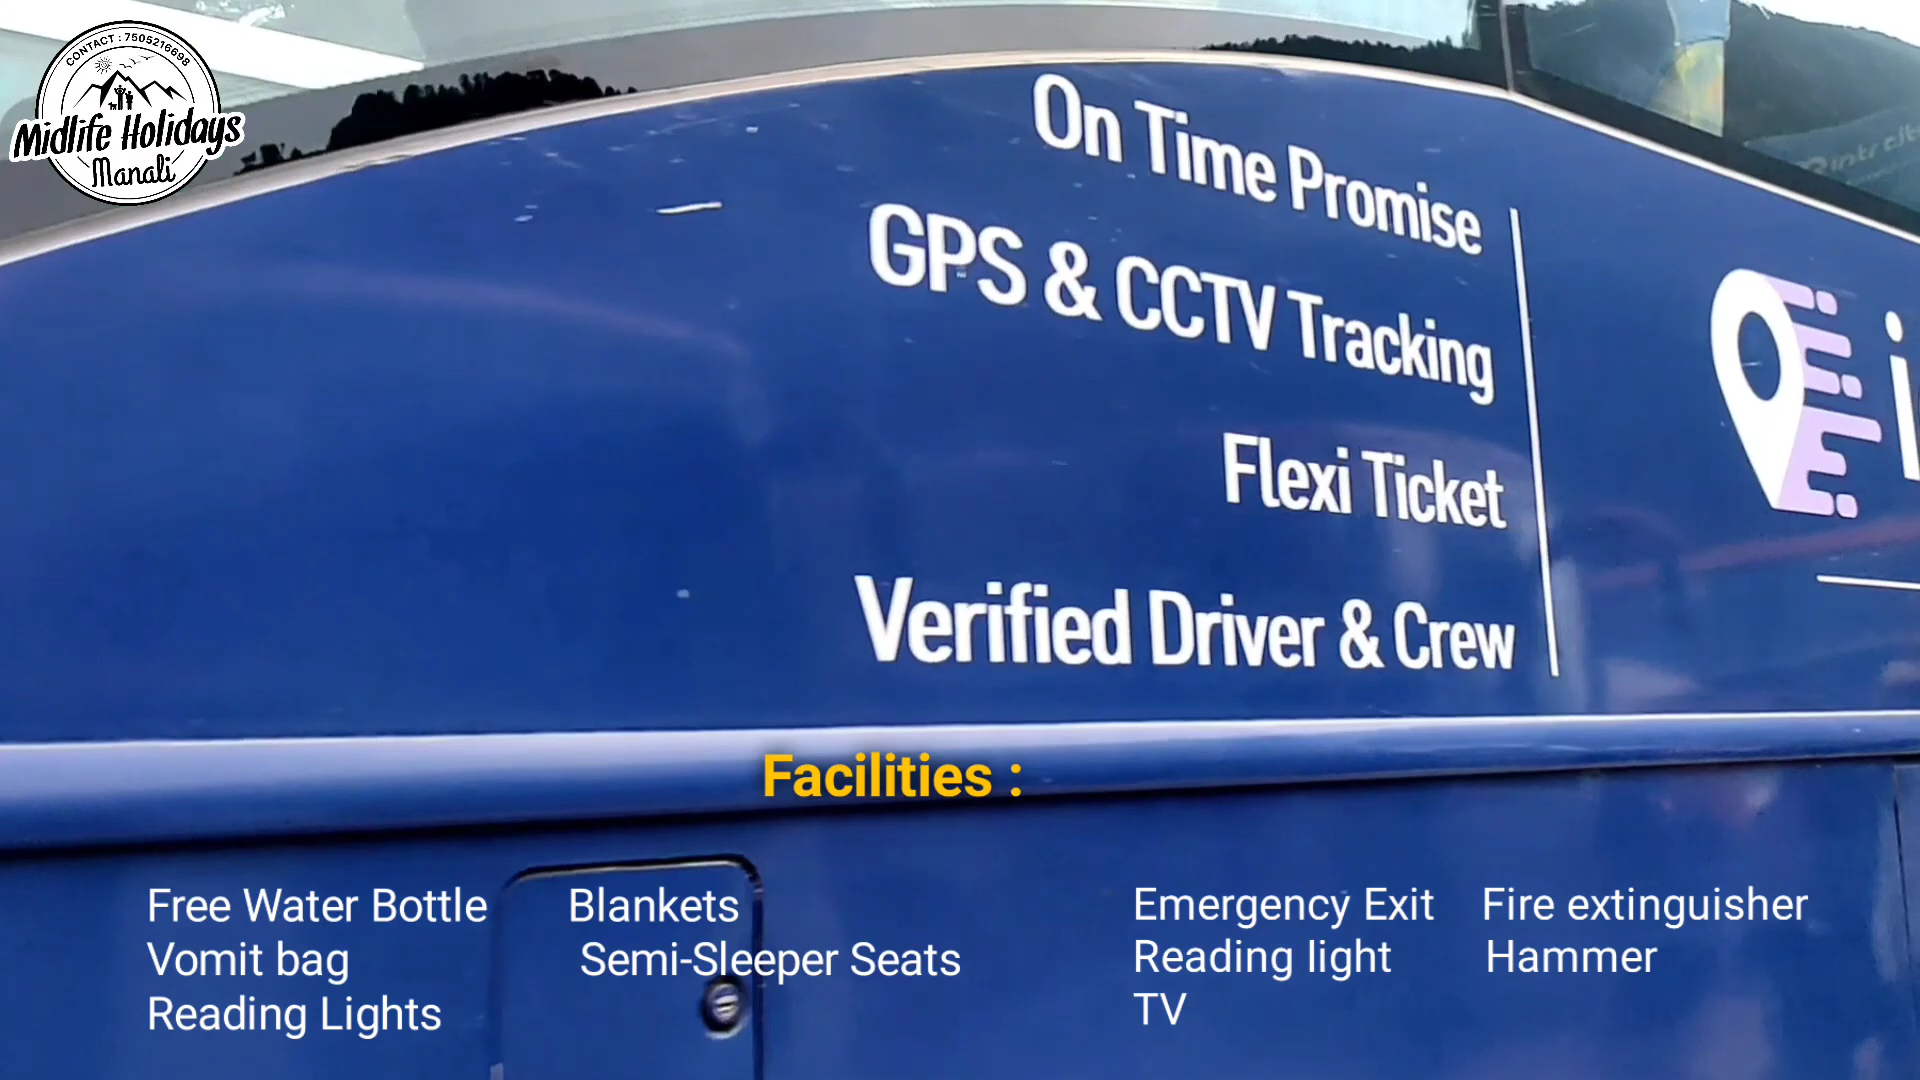 CONTACT : 7505216698
Midlife Holidays
Manali
On Time Promise
GPS & CCTV Tracking
Flexi Ticket
Verified Driver & Crew
Facilities :
Free Water Bottle Blankets
Vomit bag Semi-Sleeper Seats
Reading Lights
Emergency Exit Fire extinguisher
Reading light Hammer
TV